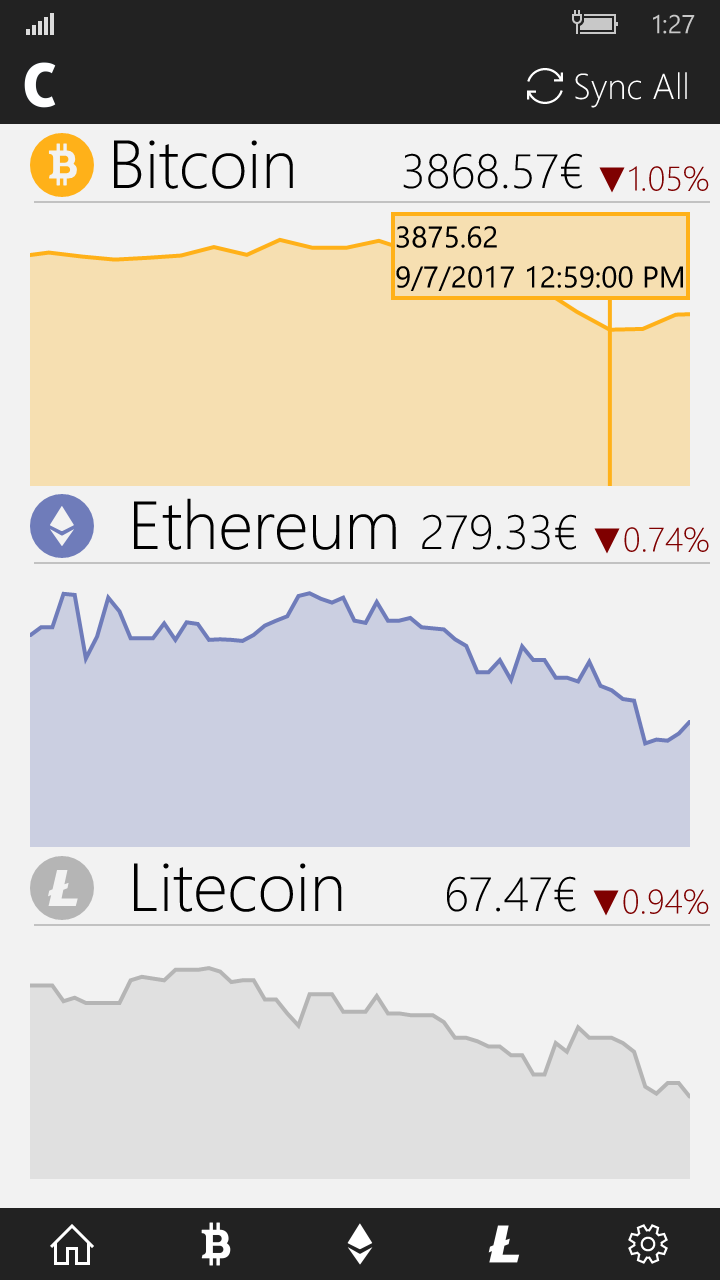 1:27
C Sync All
Bitcoin 3868.57€ ▼1.05%
3875.62
9/7/2017 12:59:00 PM
Ethereum 279.33€ ▼0.74%
Litecoin 67.47€ ▼0.94%